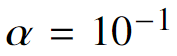 α = 10⁻¹